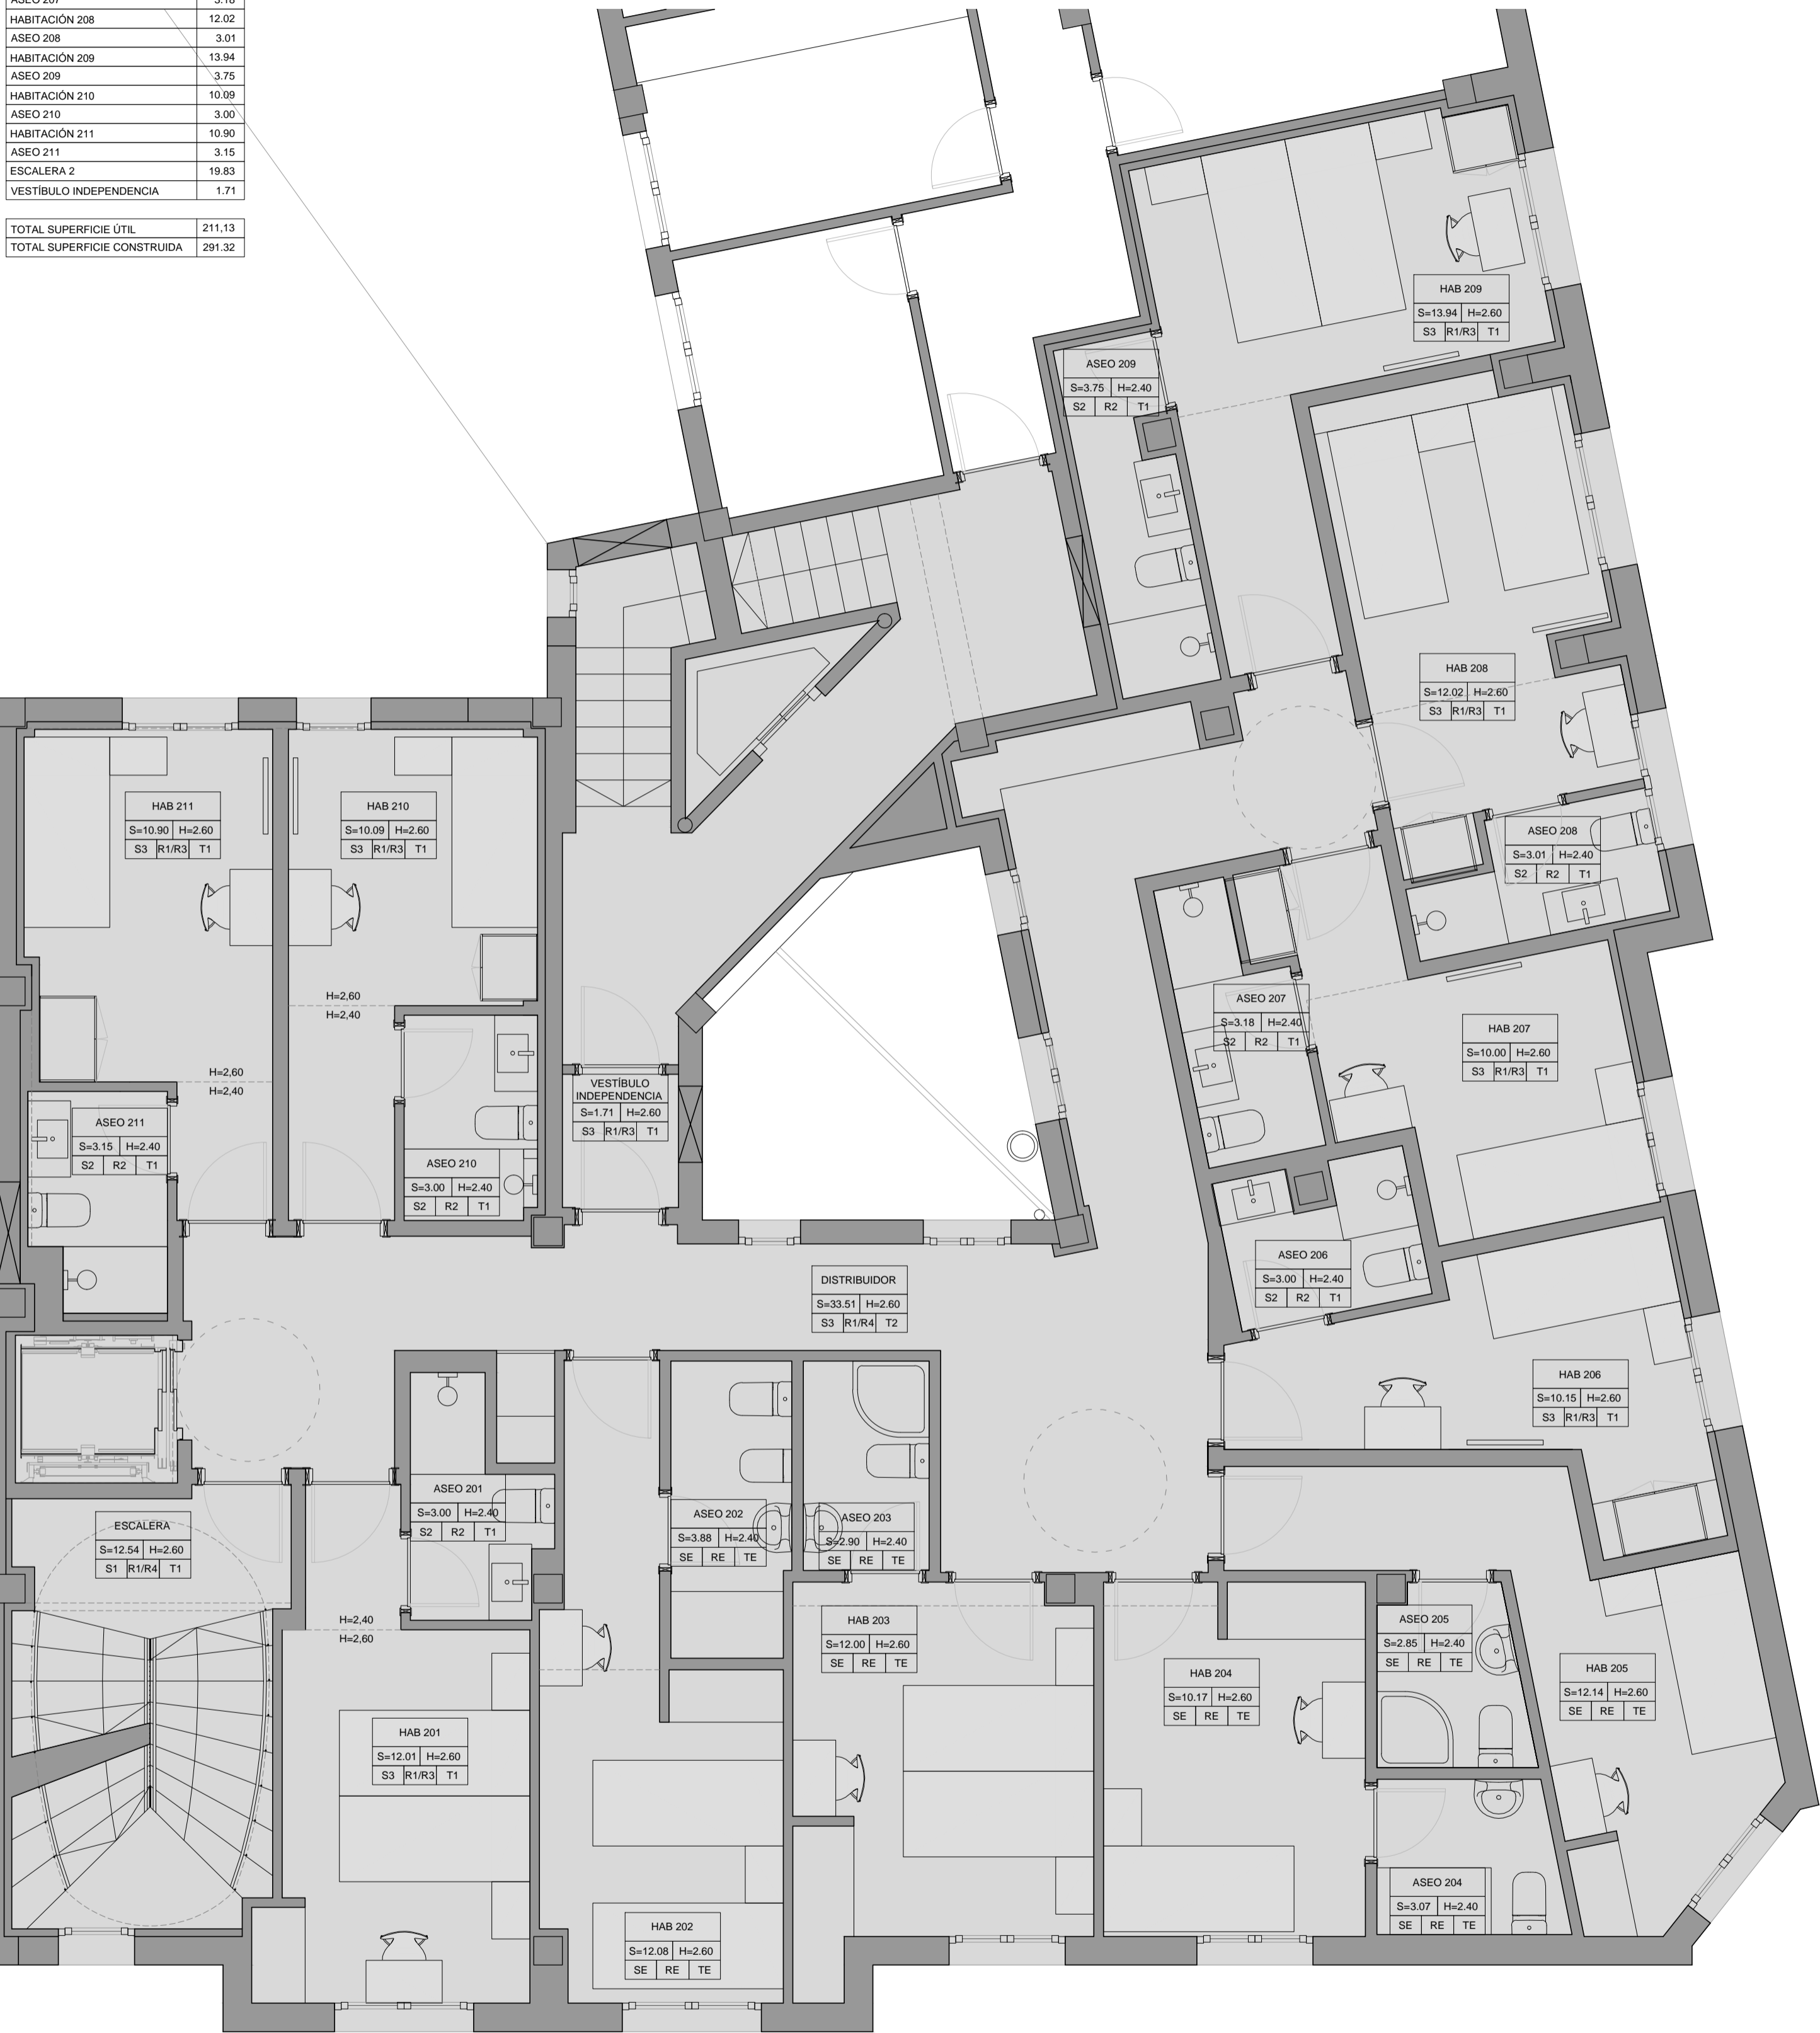 ASEO 207 3.18
HABITACIÓN 208 12.02
ASEO 208 3.01
HABITACIÓN 209 13.94
ASEO 209 3.75
HABITACIÓN 210 10.09
ASEO 210 3.00
HABITACIÓN 211 10.90
ASEO 211 3.15
ESCALERA 2 19.83
VESTÍBULO INDEPENDENCIA 1.71
TOTAL SUPERFICIE ÚTIL 211,13
TOTAL SUPERFICIE CONSTRUIDA 291.32
HAB 209
S=13.94 H=2.60
S3 R1/R3 T1
ASEO 209
S=3.75 H=2.40
S2 R2 T1
HAB 208
S=12.02 H=2.60
S3 R1/R3 T1
HAB 211
S=10.90 H=2.60
S3 R1/R3 T1
HAB 210
S=10.09 H=2.60
S3 R1/R3 T1
ASEO 208
S=3.01 H=2.40
S2 R2 T1
H=2,60
H=2,40
ASEO 207
S=3.18 H=2.40
S2 R2 T1
HAB 207
S=10.00 H=2.60
S3 R1/R3 T1
H=2,60
H=2,40
VESTÍBULO
INDEPENDENCIA
S=1.71 H=2.60
S3 R1/R3 T1
ASEO 211
S=3.15 H=2.40
S2 R2 T1
ASEO 210
S=3.00 H=2.40
S2 R2 T1
ASEO 206
S=3.00 H=2.40
S2 R2 T1
DISTRIBUIDOR
S=33.51 H=2.60
S3 R1/R4 T2
HAB 206
S=10.15 H=2.60
S3 R1/R3 T1
ASEO 201
S=3.00 H=2.40
S2 R2 T1
ASEO 202
S=3.88 H=2.40
SE RE TE
ASEO 203
S=2.90 H=2.40
SE RE TE
ESCALERA
S=12.54 H=2.60
S1 R1/R4 T1
H=2,40
H=2,60
HAB 203
S=12.00 H=2.60
SE RE TE
ASEO 205
S=2.85 H=2.40
SE RE TE
HAB 204
S=10.17 H=2.60
SE RE TE
HAB 205
S=12.14 H=2.60
SE RE TE
HAB 201
S=12.01 H=2.60
S3 R1/R3 T1
ASEO 204
S=3.07 H=2.40
SE RE TE
HAB 202
S=12.08 H=2.60
SE RE TE